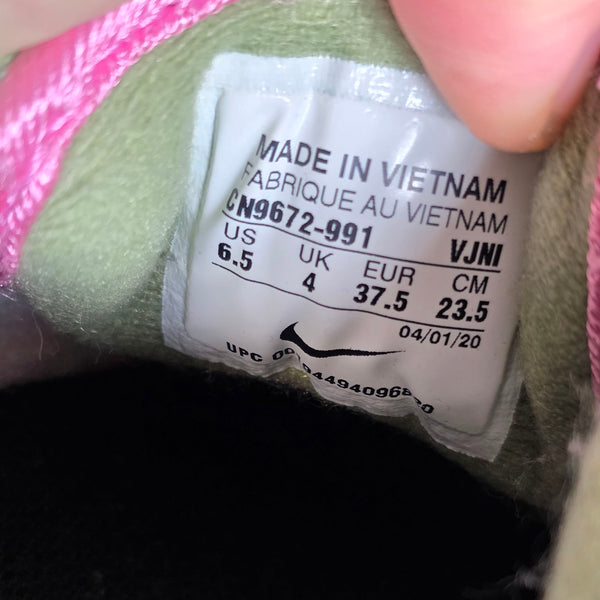 MADE IN VIETNAM
FABRIQUE AU VIETNAM
CN9672-991 VJNI
US UK EUR CM
6.5 4 37.5 23.5
04/01/20
UPC